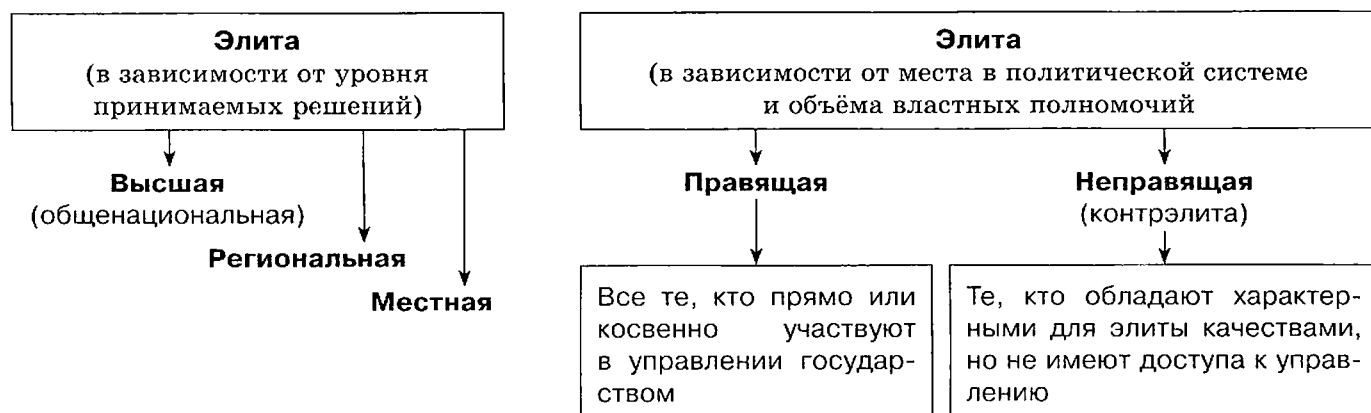 Элита
(в зависимости от уровня
принимаемых решений)
Высшая
(общенациональная)
Региональная
Местная
Элита
(в зависимости от места в политической системе
и объёма властных полномочий
Правящая
Неправящая
(контрэлита)
Все те, кто прямо или
косвенно участвуют
в управлении государ-
ством
Те, кто обладают характер-
ными для элиты качествами,
но не имеют доступа к управ-
лению